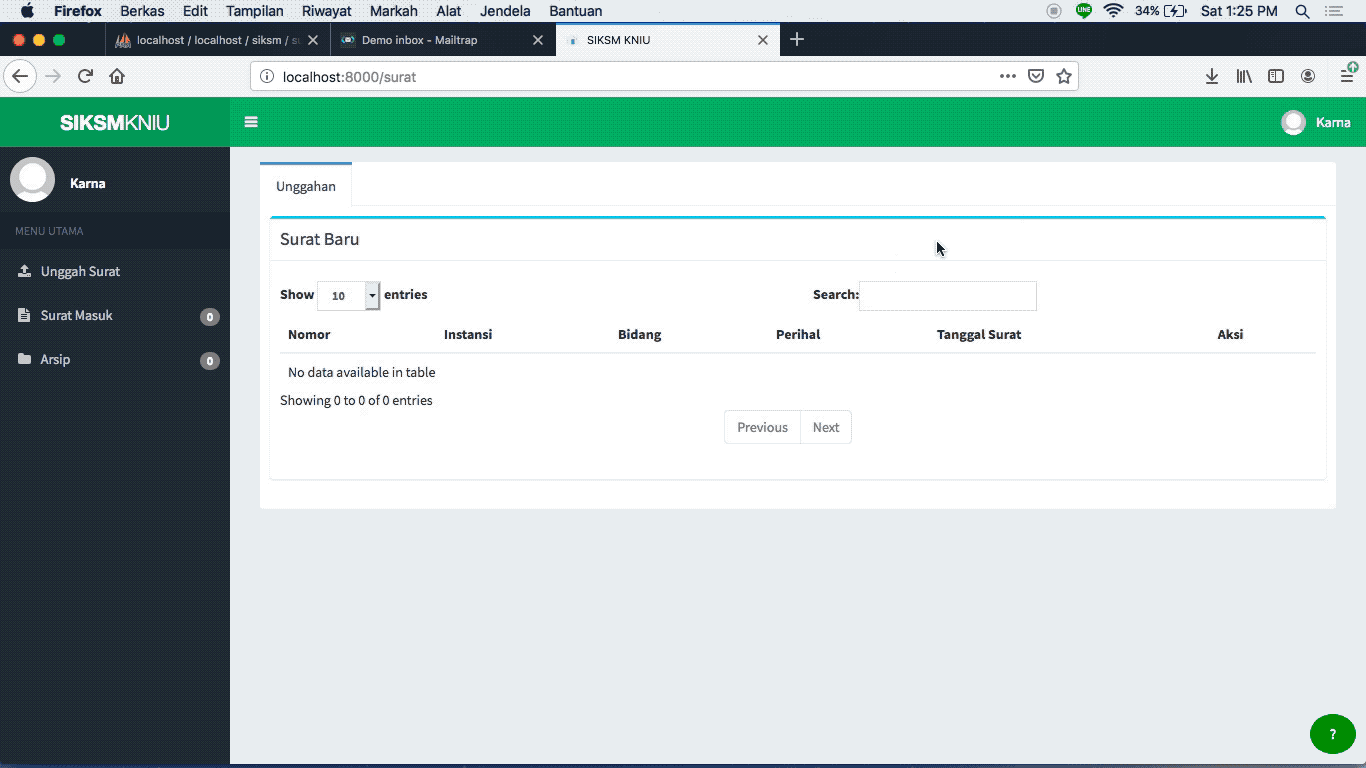 Firefox Berkas Edit Tampilan Riwayat Markah Alat Jendela Bantuan LINE 34% Sat 1:25 PM
localhost / localhost / siksm / Demo inbox - Mailtrap SIKSM KNIU
localhost:8000/surat
SIKSMKNIU Karna
Karna
MENU UTAMA
Unggah Surat
Surat Masuk 0
Arsip 0
Unggahan
Surat Baru
Show 10 entries Search:
Nomor Instansi Bidang Perihal Tanggal Surat Aksi
No data available in table
Showing 0 to 0 of 0 entries
Previous Next
?